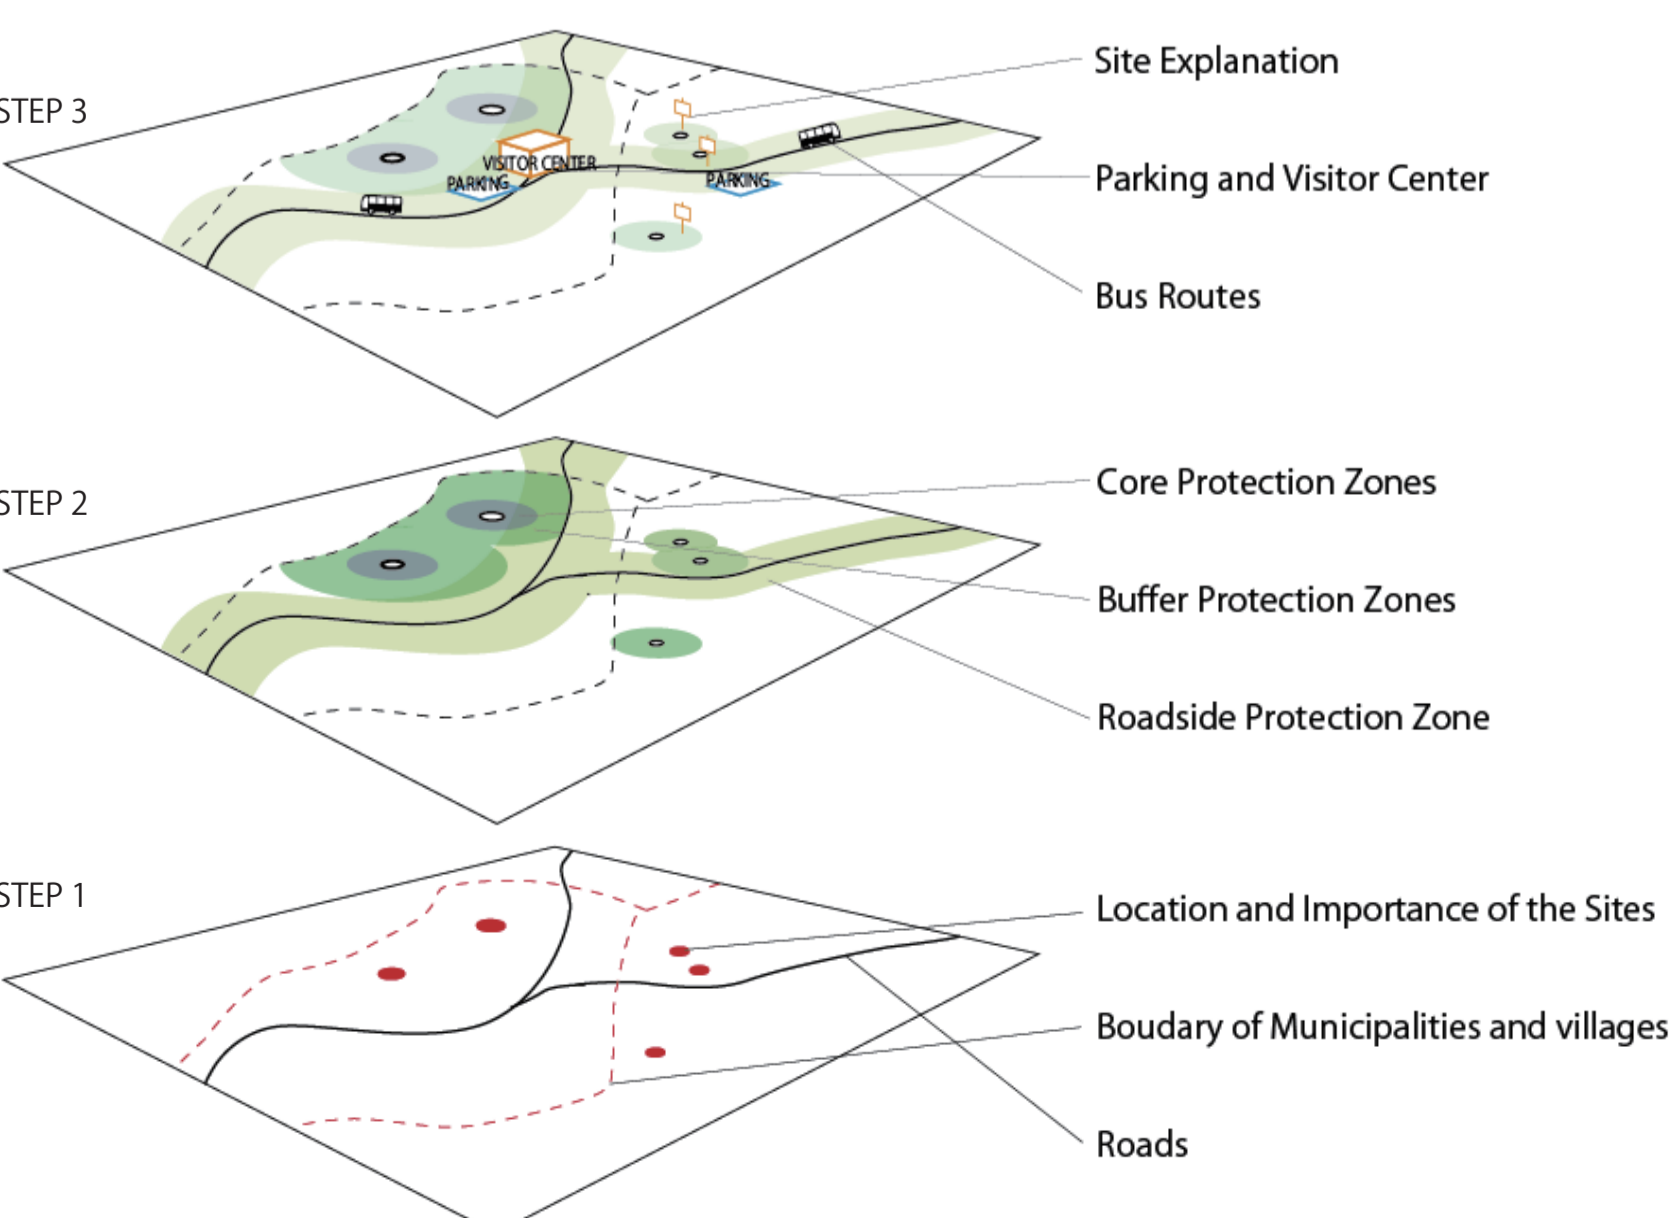 STEP 3
Site Explanation
VISITOR CENTER
PARKING
PARKING
Parking and Visitor Center
Bus Routes
STEP 2
Core Protection Zones
Buffer Protection Zones
Roadside Protection Zone
STEP 1
Location and Importance of the Sites
Boudary of Municipalities and villages
Roads